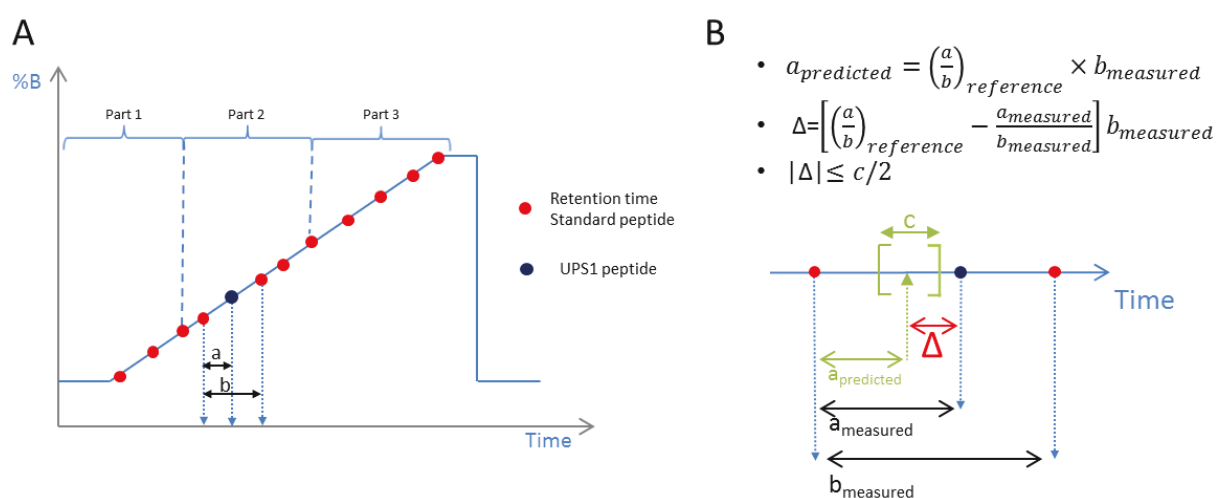 A
%B
Part 1
Part 2
Part 3
Retention time
Standard peptide
UPS1 peptide
a
b
Time
B
• a_predicted = (a/b)_reference × b_measured
• Δ=[(a/b)_reference − a_measured/b_measured] b_measured
• |Δ| ≤ c/2
C
[ ]
Time
Δ
a_predicted
a_measured
b_measured